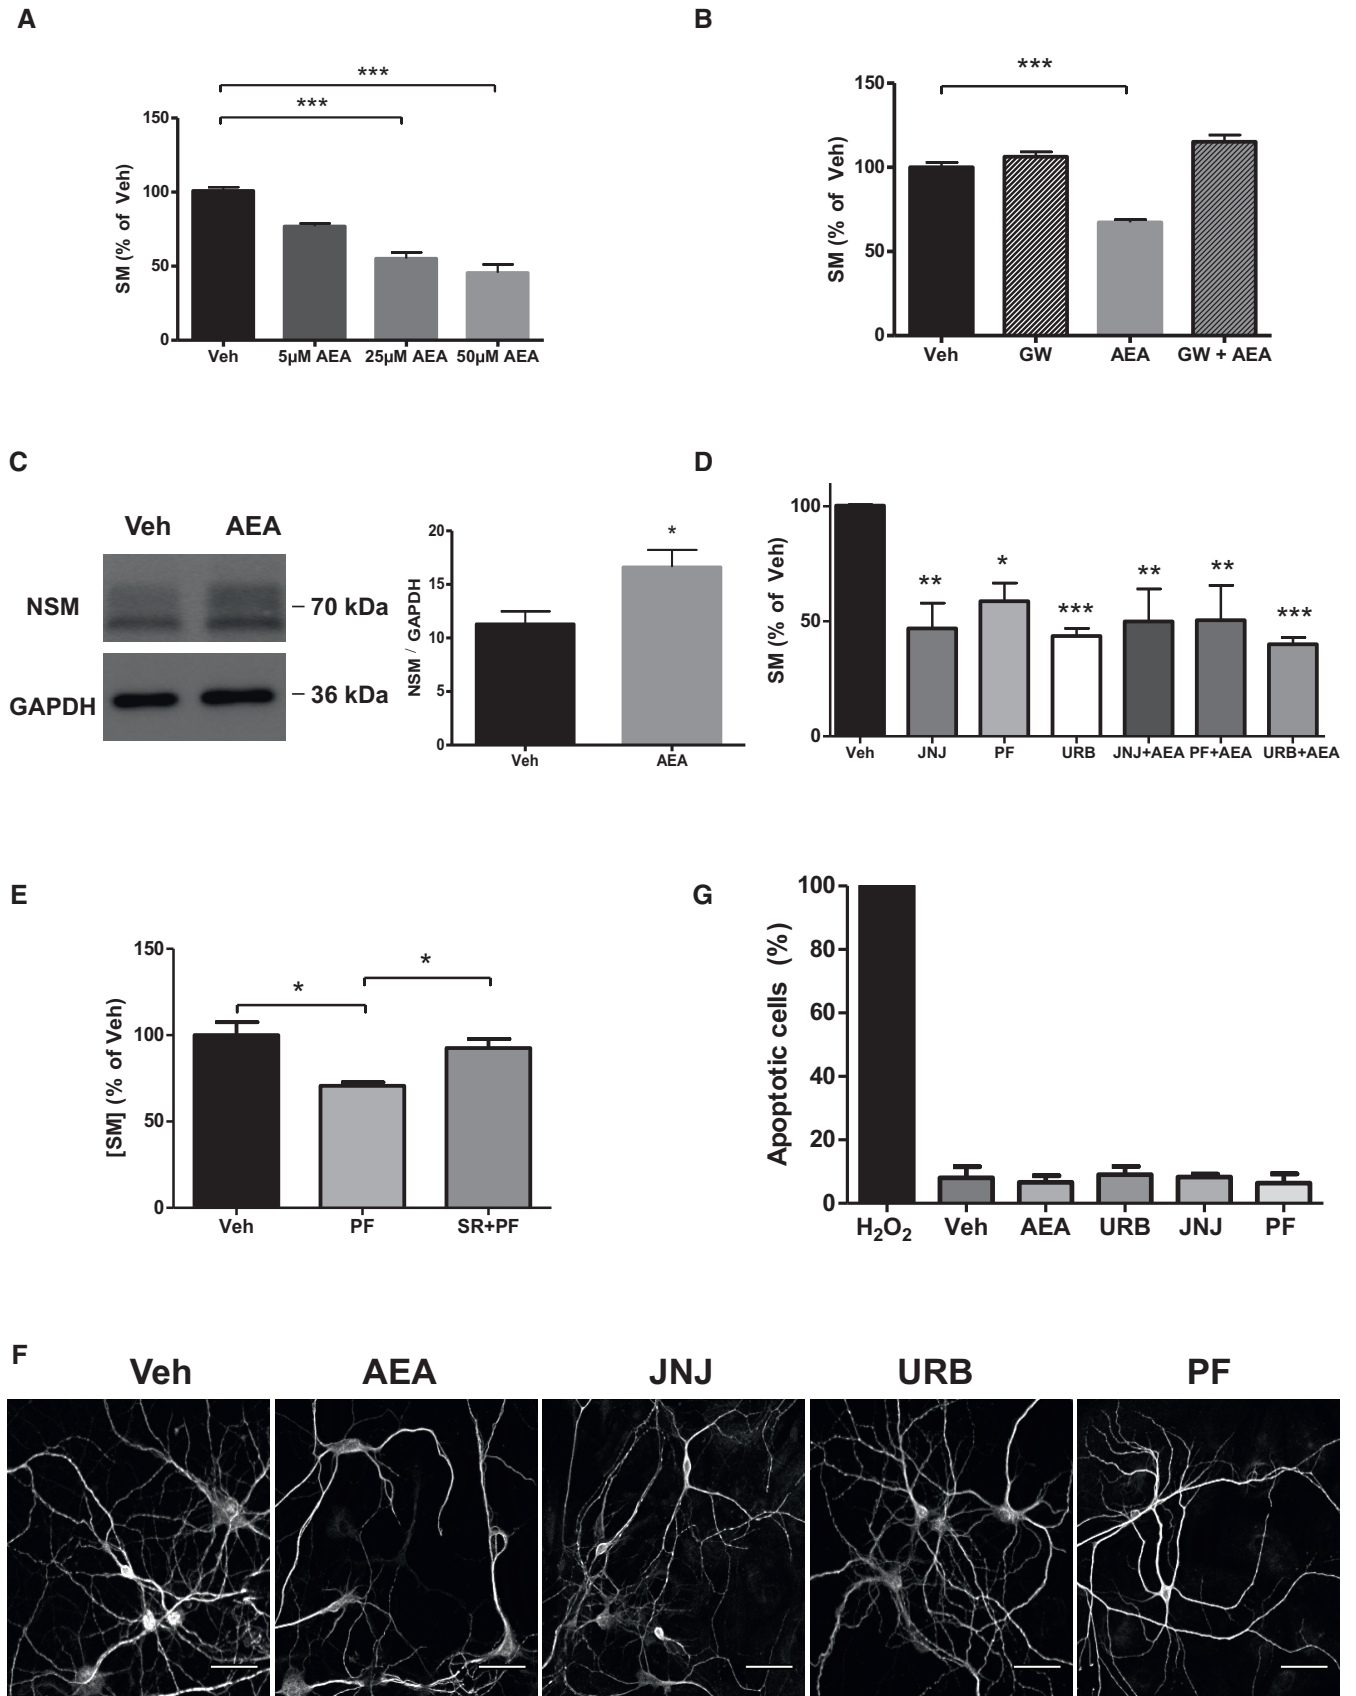 A
***
***
150
100
50
0
SM (% of Veh)
Veh 5µM AEA 25µM AEA 50µM AEA
B
***
150
100
50
0
SM (% of Veh)
Veh GW AEA GW + AEA
C
Veh AEA
NSM
– 70 kDa
GAPDH
– 36 kDa
*
20
15
10
5
0
NSM / GAPDH
Veh AEA
D
100
50
0
SM (% of Veh)
** * *** ** ** ***
Veh JNJ PF URB JNJ+AEA PF+AEA URB+AEA
E
150
100
50
0
[SM] (% of Veh)
* *
Veh PF SR+PF
G
100
80
60
40
20
0
Apoptotic cells (%)
H₂O₂ Veh AEA URB JNJ PF
F
Veh AEA JNJ URB PF